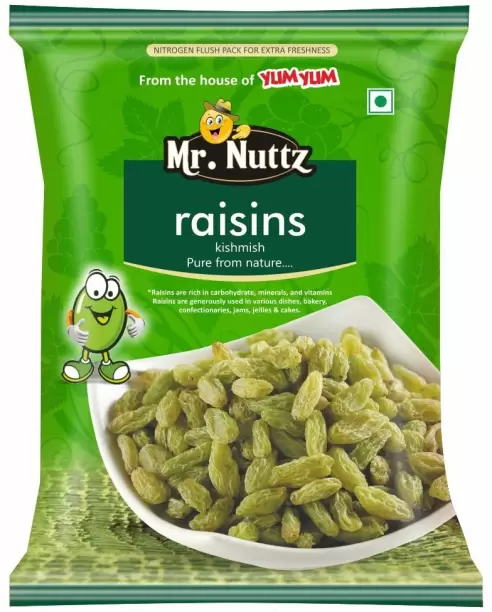 NITROGEN FLUSH PACK FOR EXTRA FRESHNESS
From the house of YUM YUM
Mr. Nuttz
raisins
kishmish
Pure from nature....
*Raisins are rich in carbohydrate, minerals, and vitamins
Raisins are generously used in various dishes, bakery,
confectionaries, jams, jellies & cakes.